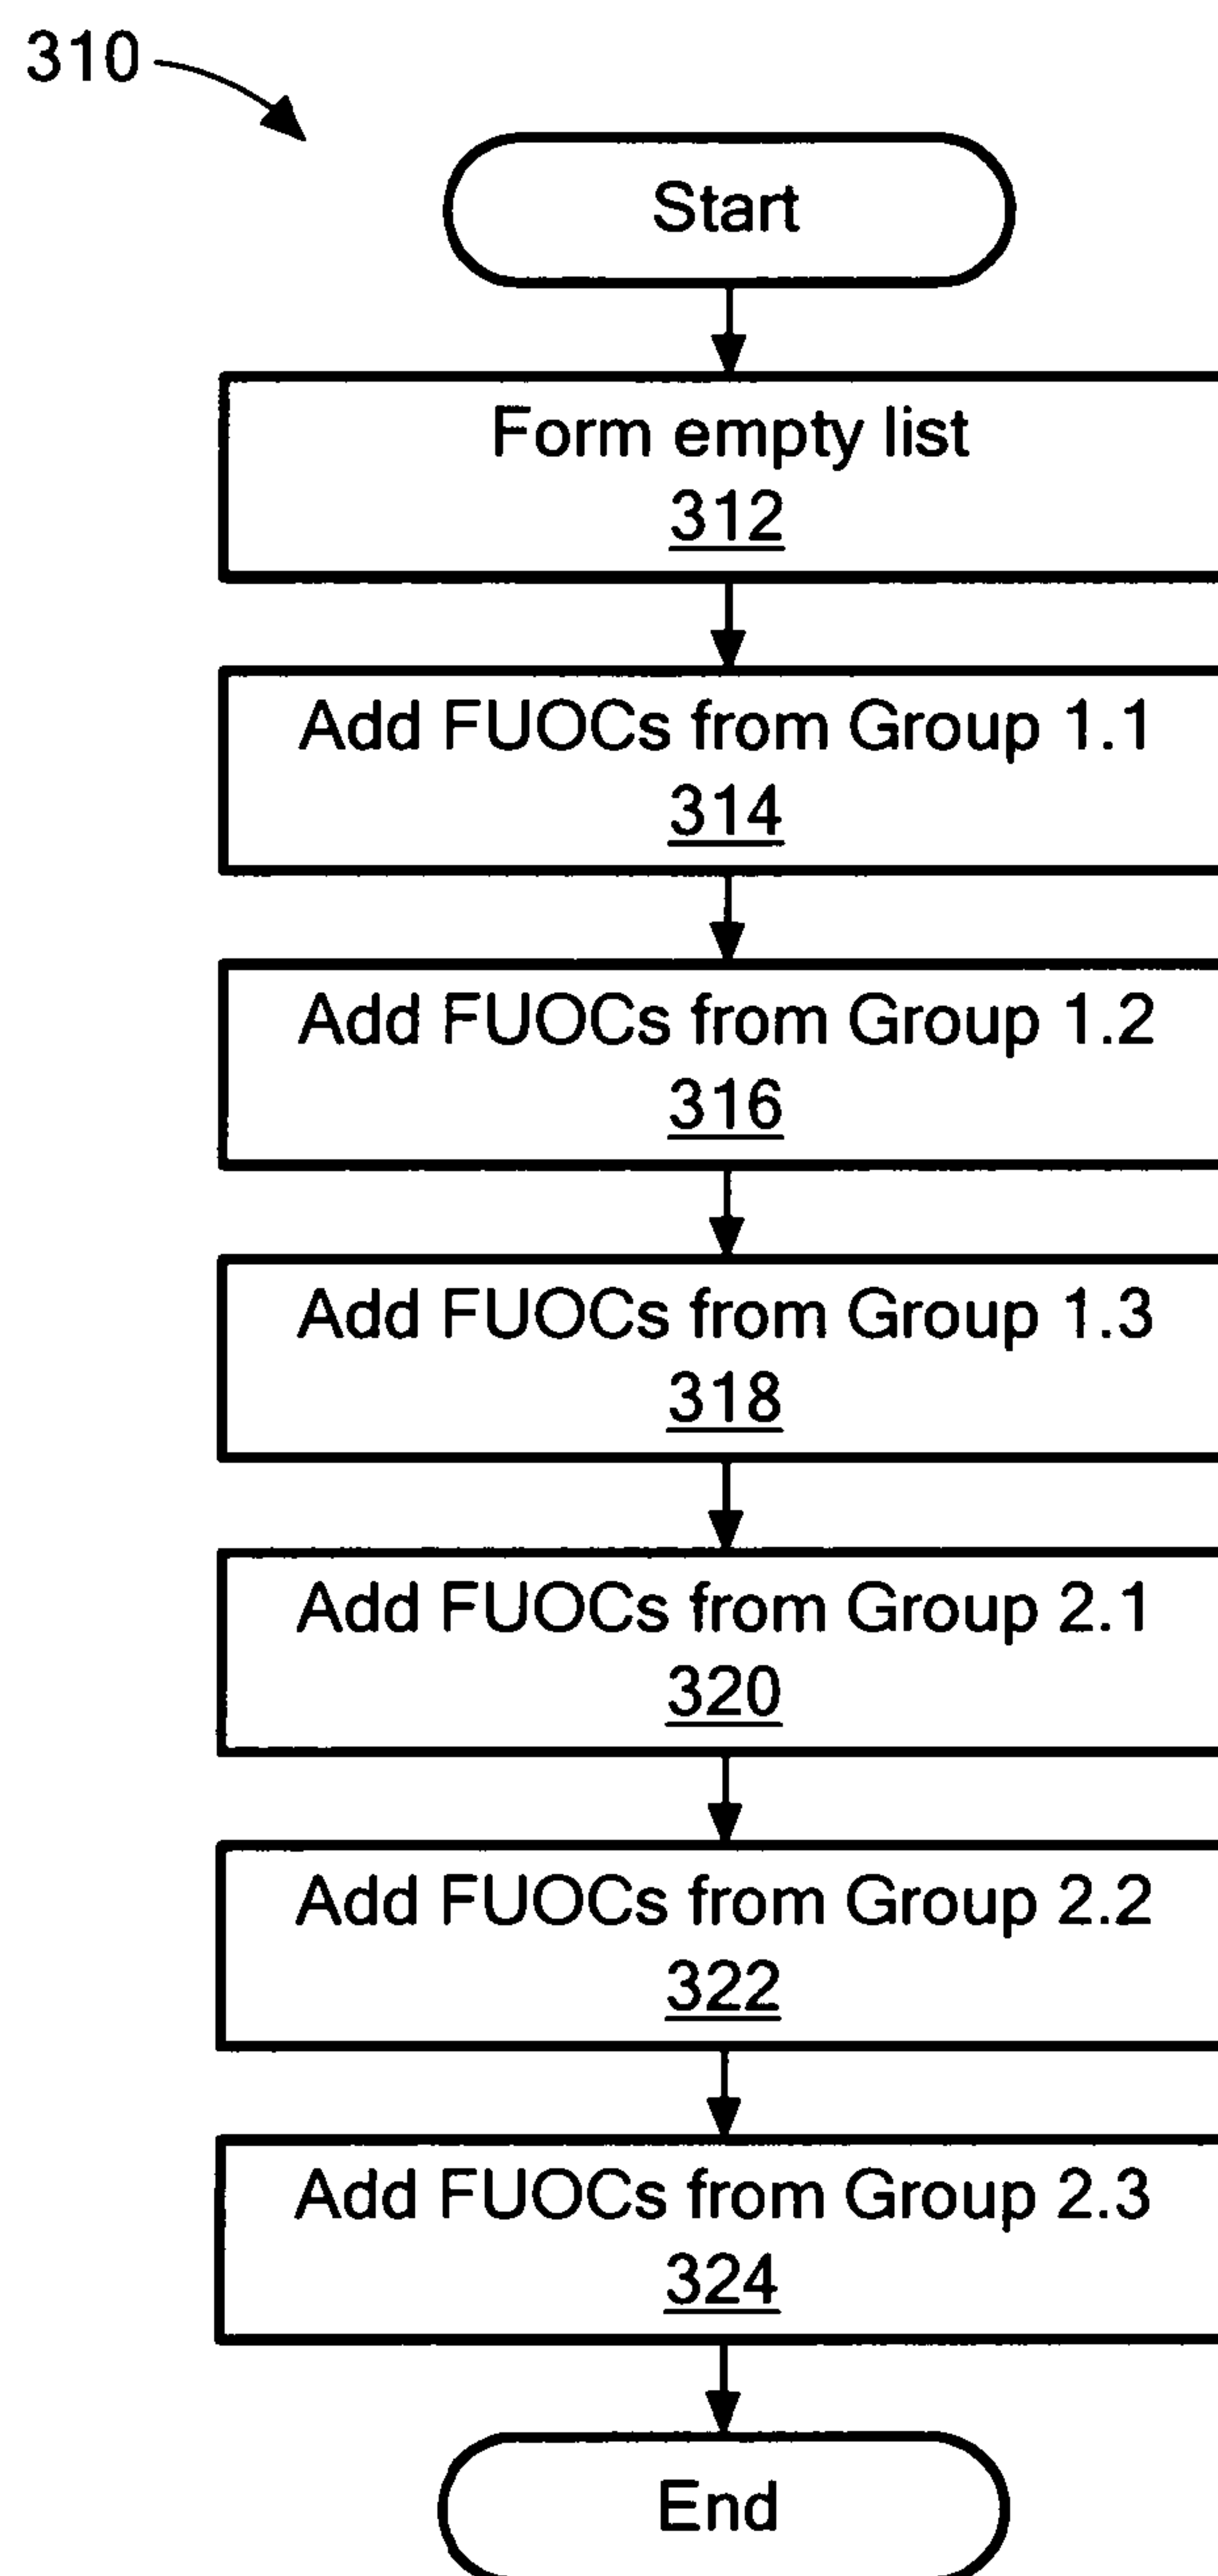 310
Start
Form empty list
312
Add FUOCs from Group 1.1
314
Add FUOCs from Group 1.2
316
Add FUOCs from Group 1.3
318
Add FUOCs from Group 2.1
320
Add FUOCs from Group 2.2
322
Add FUOCs from Group 2.3
324
End